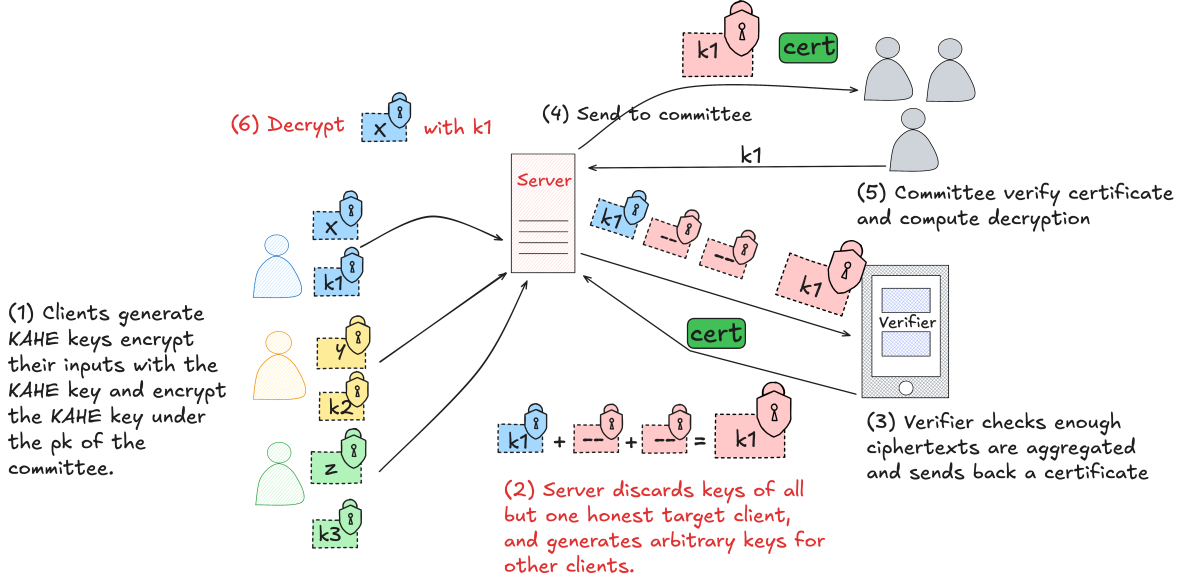 k1
cert
(4) Send to committee
(6) Decrypt
x
with k1
k1
Server
(5) Committee verify certificate
and compute decryption
x
k1
k1
--
--
k1
(1) Clients generate
KAHE keys encrypt
their inputs with the
KAHE key and encrypt
the KAHE key under
the pk of the
committee.
y
k2
z
k3
cert
Verifier
k1 + -- + -- = k1
(3) Verifier checks enough
ciphertexts are aggregated
and sends back a certificate
(2) Server discards keys of all
but one honest target client,
and generates arbitrary keys for
other clients.